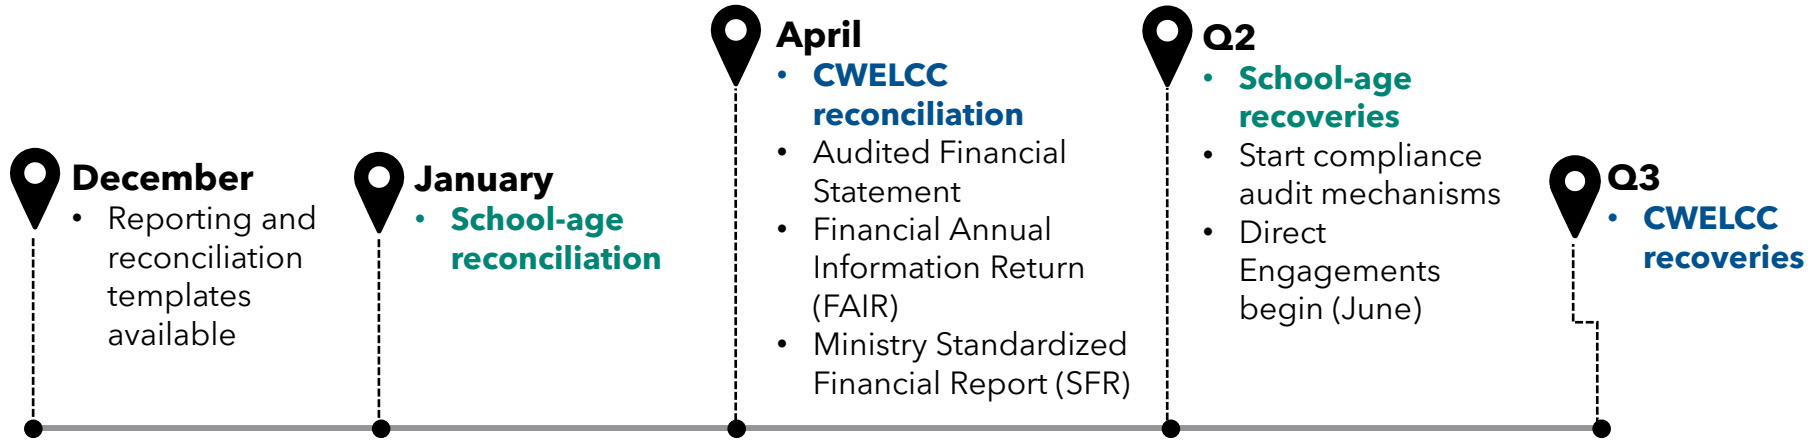 December
• Reporting and
reconciliation
templates
available
January
• School-age
reconciliation
April
• CWELCC
reconciliation
• Audited Financial
Statement
• Financial Annual
Information Return
(FAIR)
• Ministry Standardized
Financial Report (SFR)
Q2
• School-age
recoveries
• Start compliance
audit mechanisms
• Direct
Engagements
begin (June)
Q3
• CWELCC
recoveries